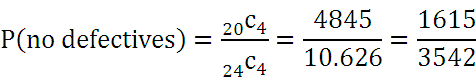 P(no defectives) = ₂₀c₄ / ₂₄c₄ = 4845 / 10.626 = 1615 / 3542